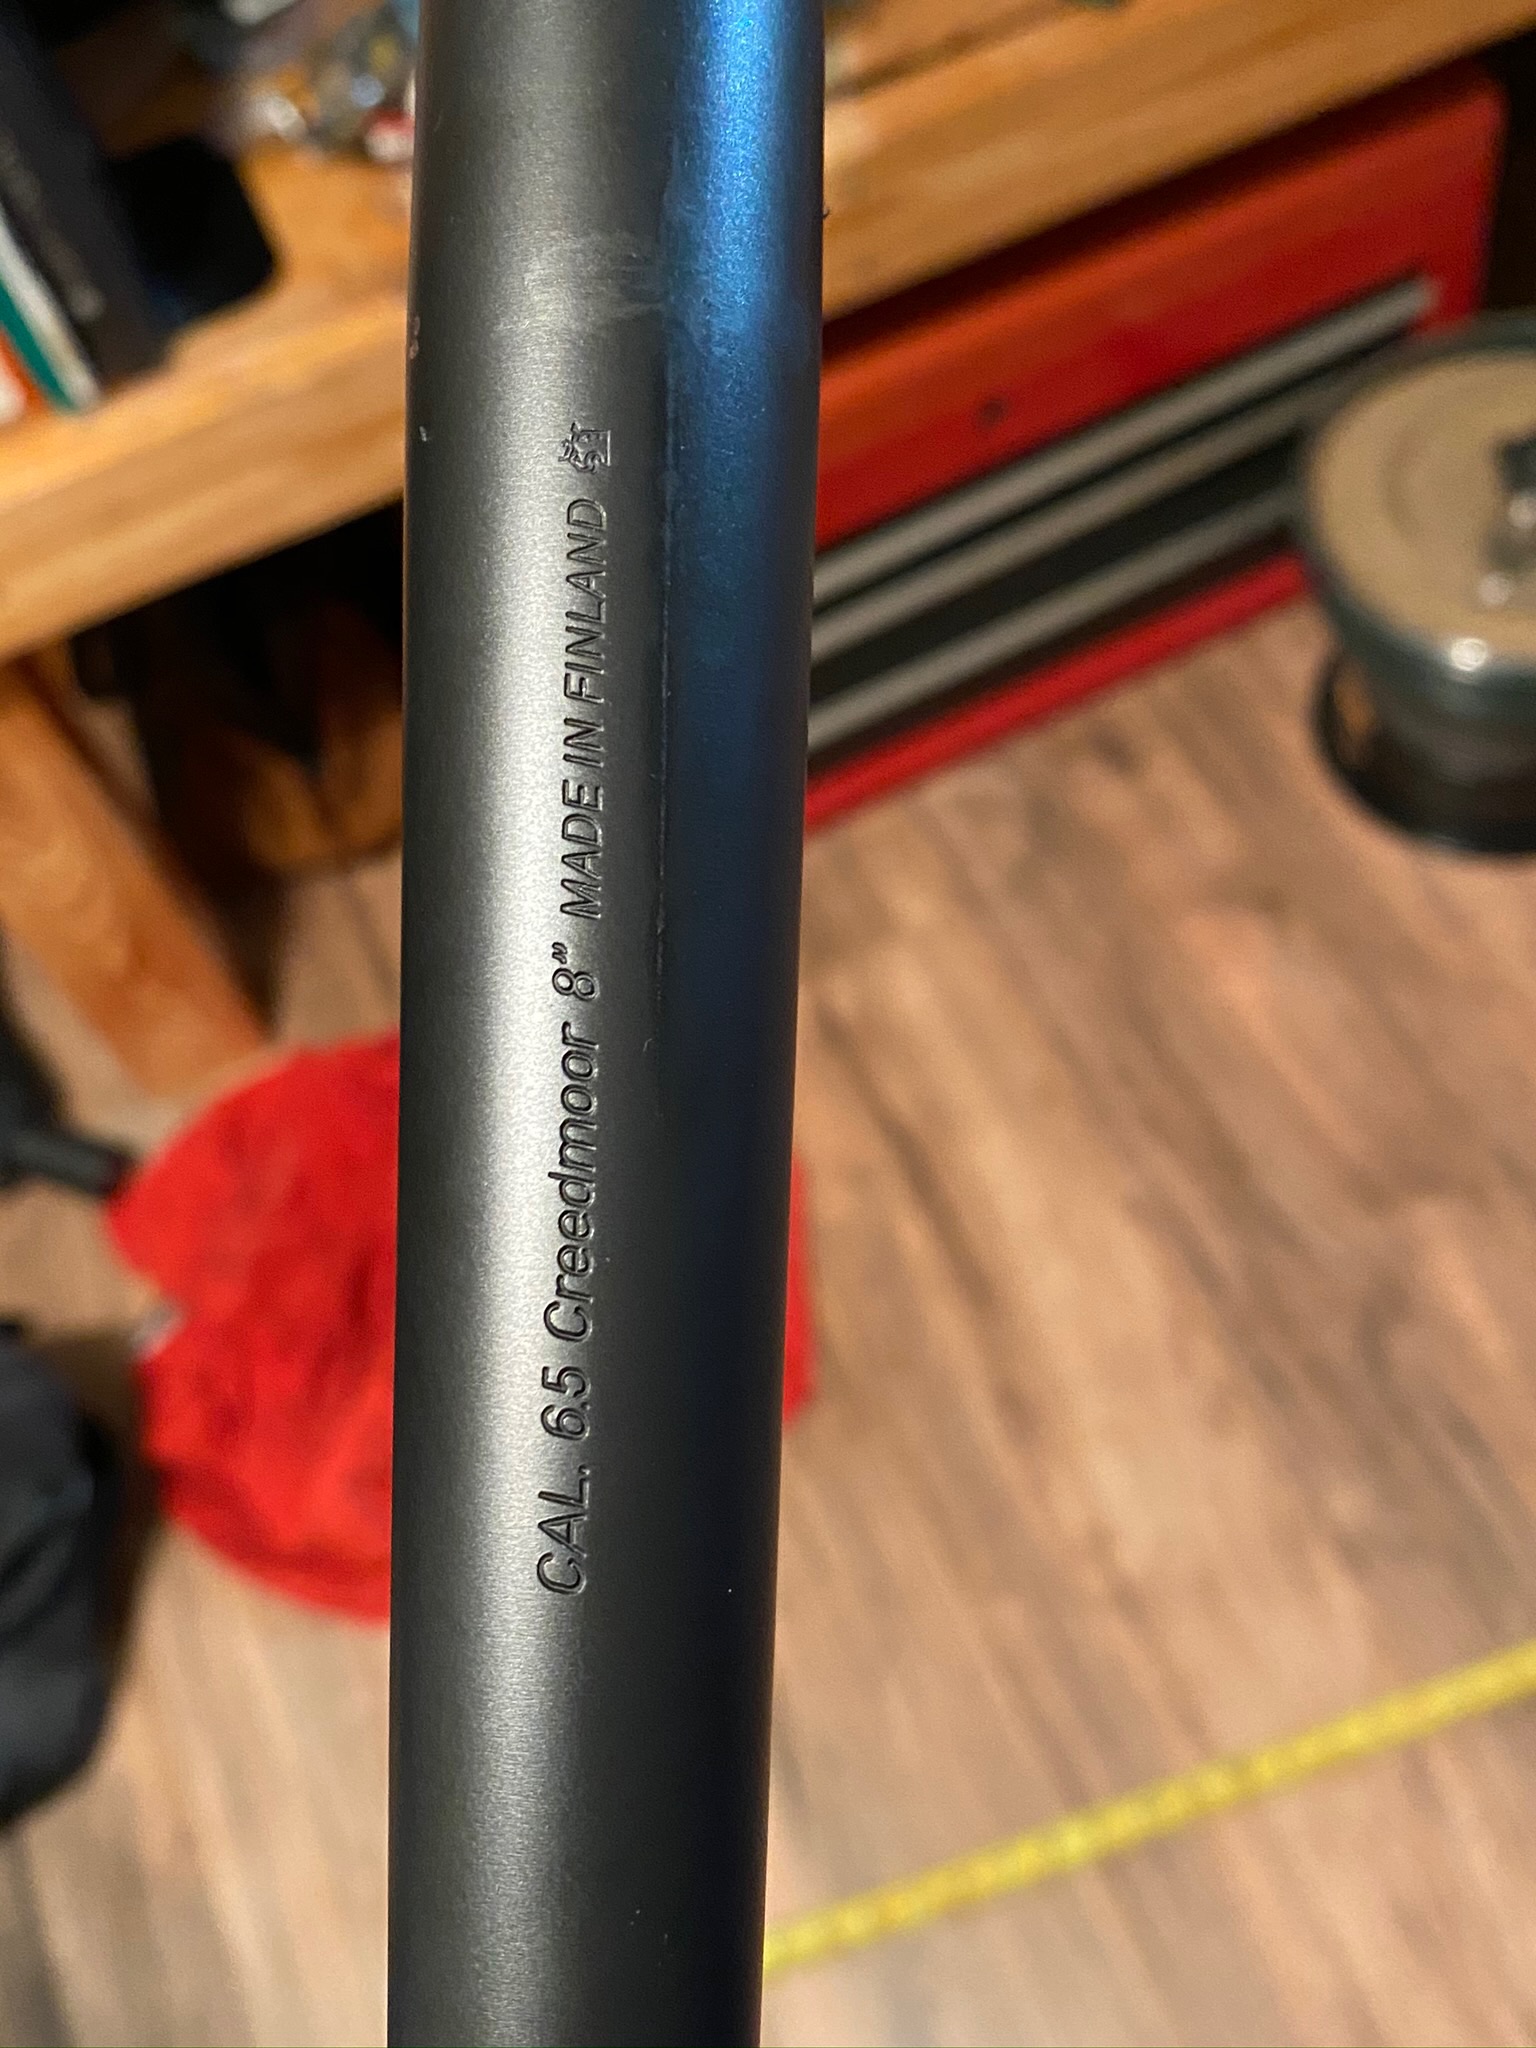 CAL. 6.5 Creedmoor 8” MADE IN FINLAND